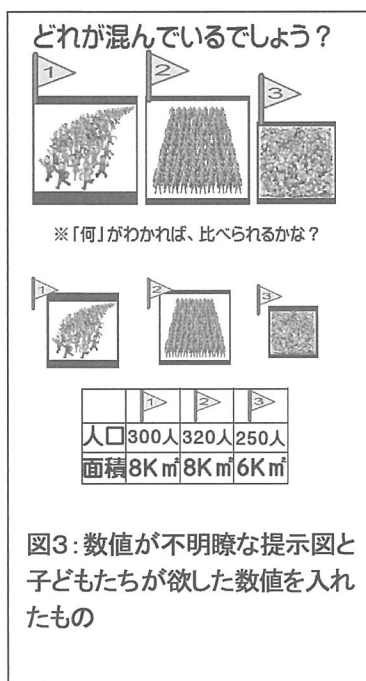 どれが混んでいるでしょう？
1 2 3
※「何」がわかれば、比べられるかな？
1 2 3
1 2 3
人口 300人 320人 250人
面積 8K㎡ 8K㎡ 6K㎡
図3：数値が不明瞭な提示図と
子どもたちが欲した数値を入れ
たもの